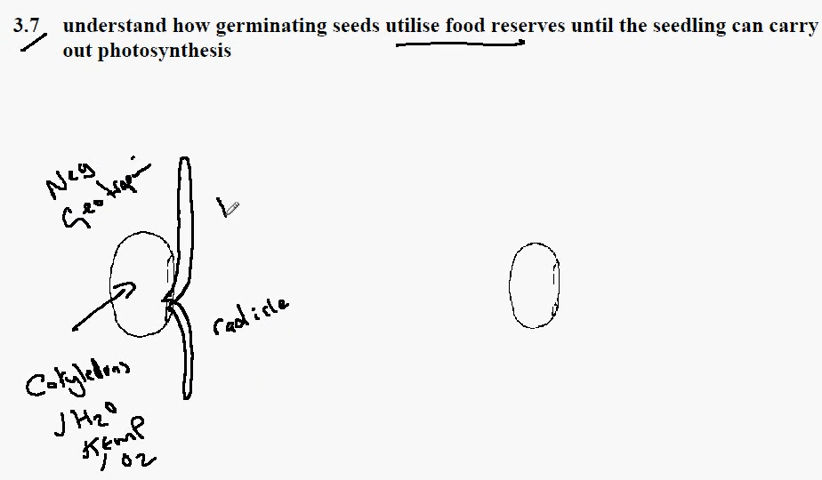 3.7 understand how germinating seeds utilise food reserves until the seedling can carry
out photosynthesis
Neg
radicle
Cotyledons
H2O
temp
O2